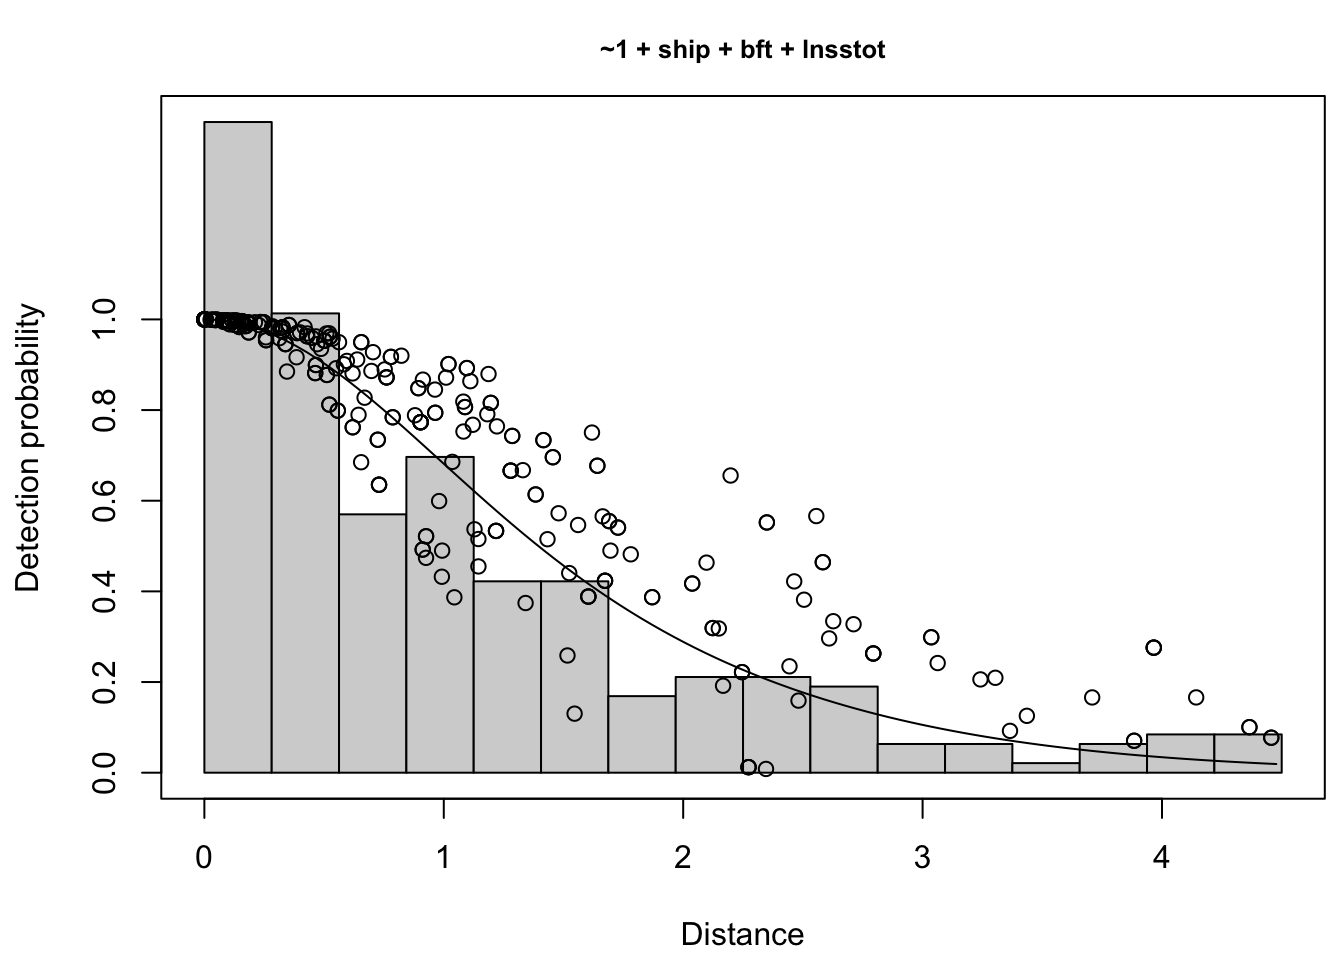 ~1 + ship + bft + lnsstot
Detection probability
1.0
0.8
0.6
0.4
0.2
0.0
0 1 2 3 4
Distance